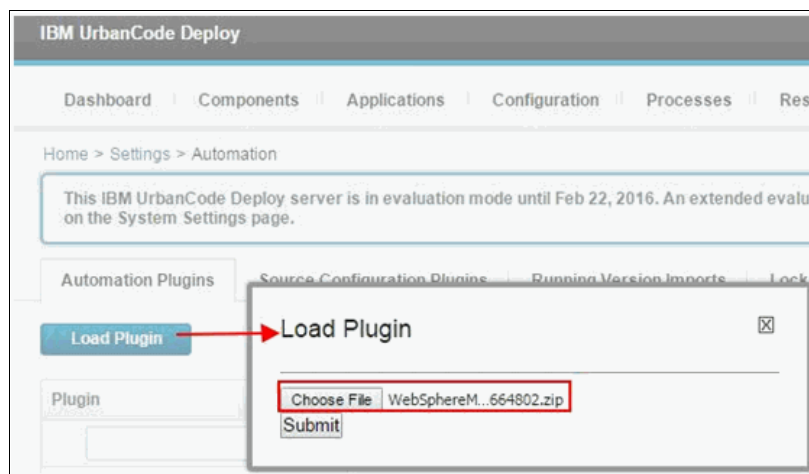 IBM UrbanCode Deploy
Dashboard Components Applications Configuration Processes Res
Home > Settings > Automation
This IBM UrbanCode Deploy server is in evaluation mode until Feb 22, 2016. An extended evalu
on the System Settings page.
Automation Plugins Source Configuration Plugins Running Version Imports Lock
Load Plugin
Load Plugin
Plugin
Choose File WebSphereM...664802.zip
Submit